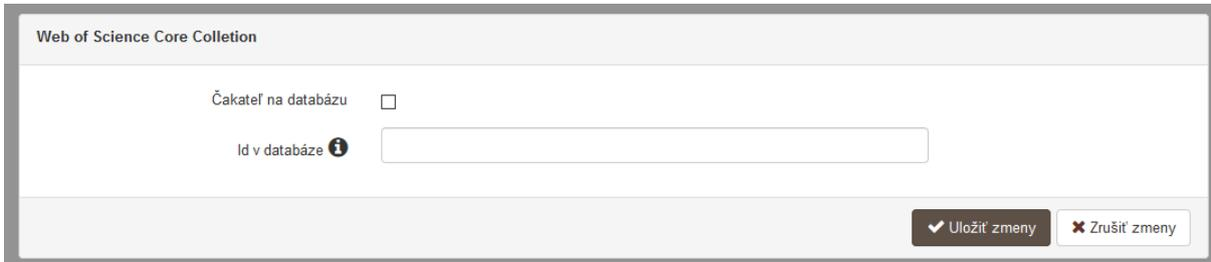 Web of Science Core Colletion
Čakateľ na databázu
Id v databáze
Uložiť zmeny Zrušiť zmeny